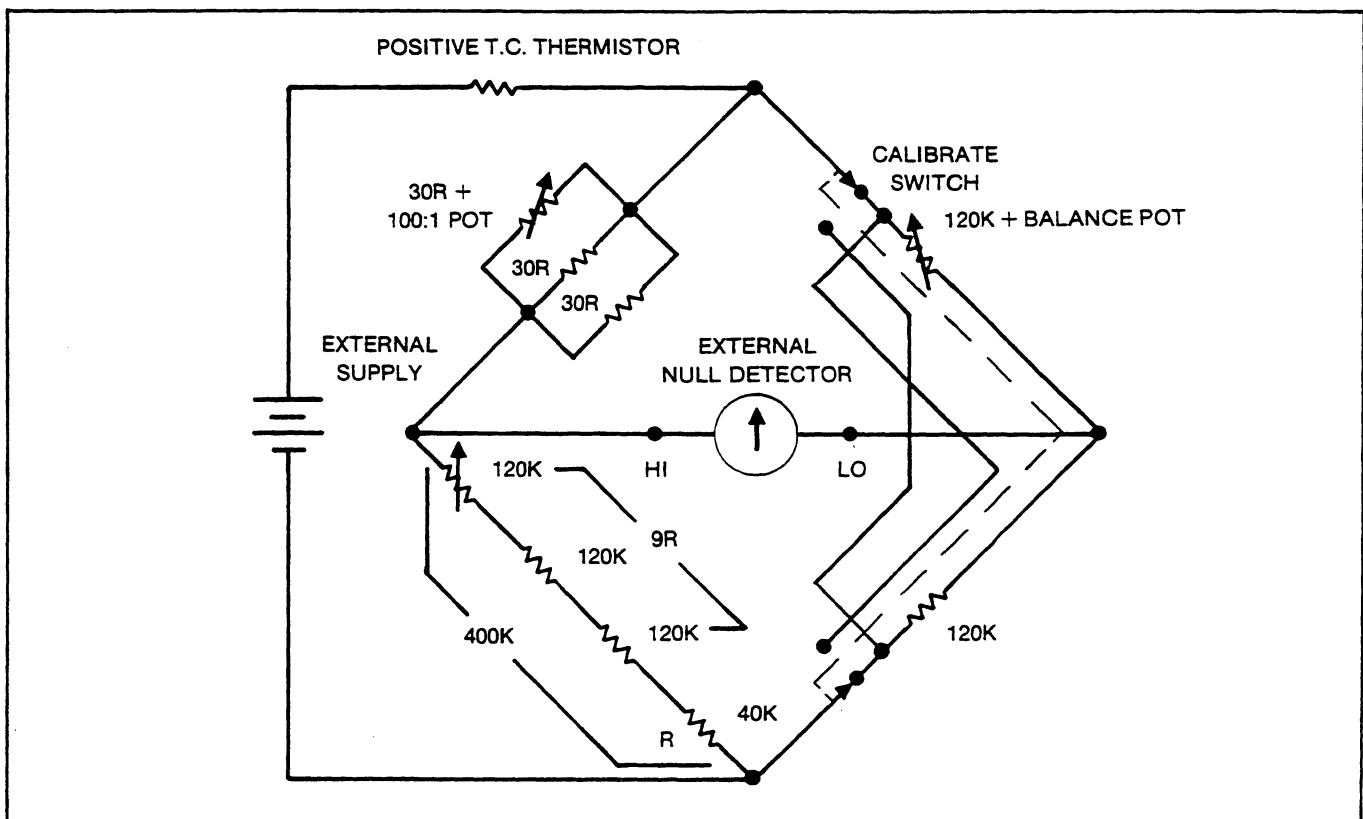 POSITIVE T.C. THERMISTOR
CALIBRATE
SWITCH
30R +
100:1 POT
120K + BALANCE POT
30R
30R
EXTERNAL
SUPPLY
EXTERNAL
NULL DETECTOR
120K
HI
LO
9R
120K
400K
120K
120K
40K
R